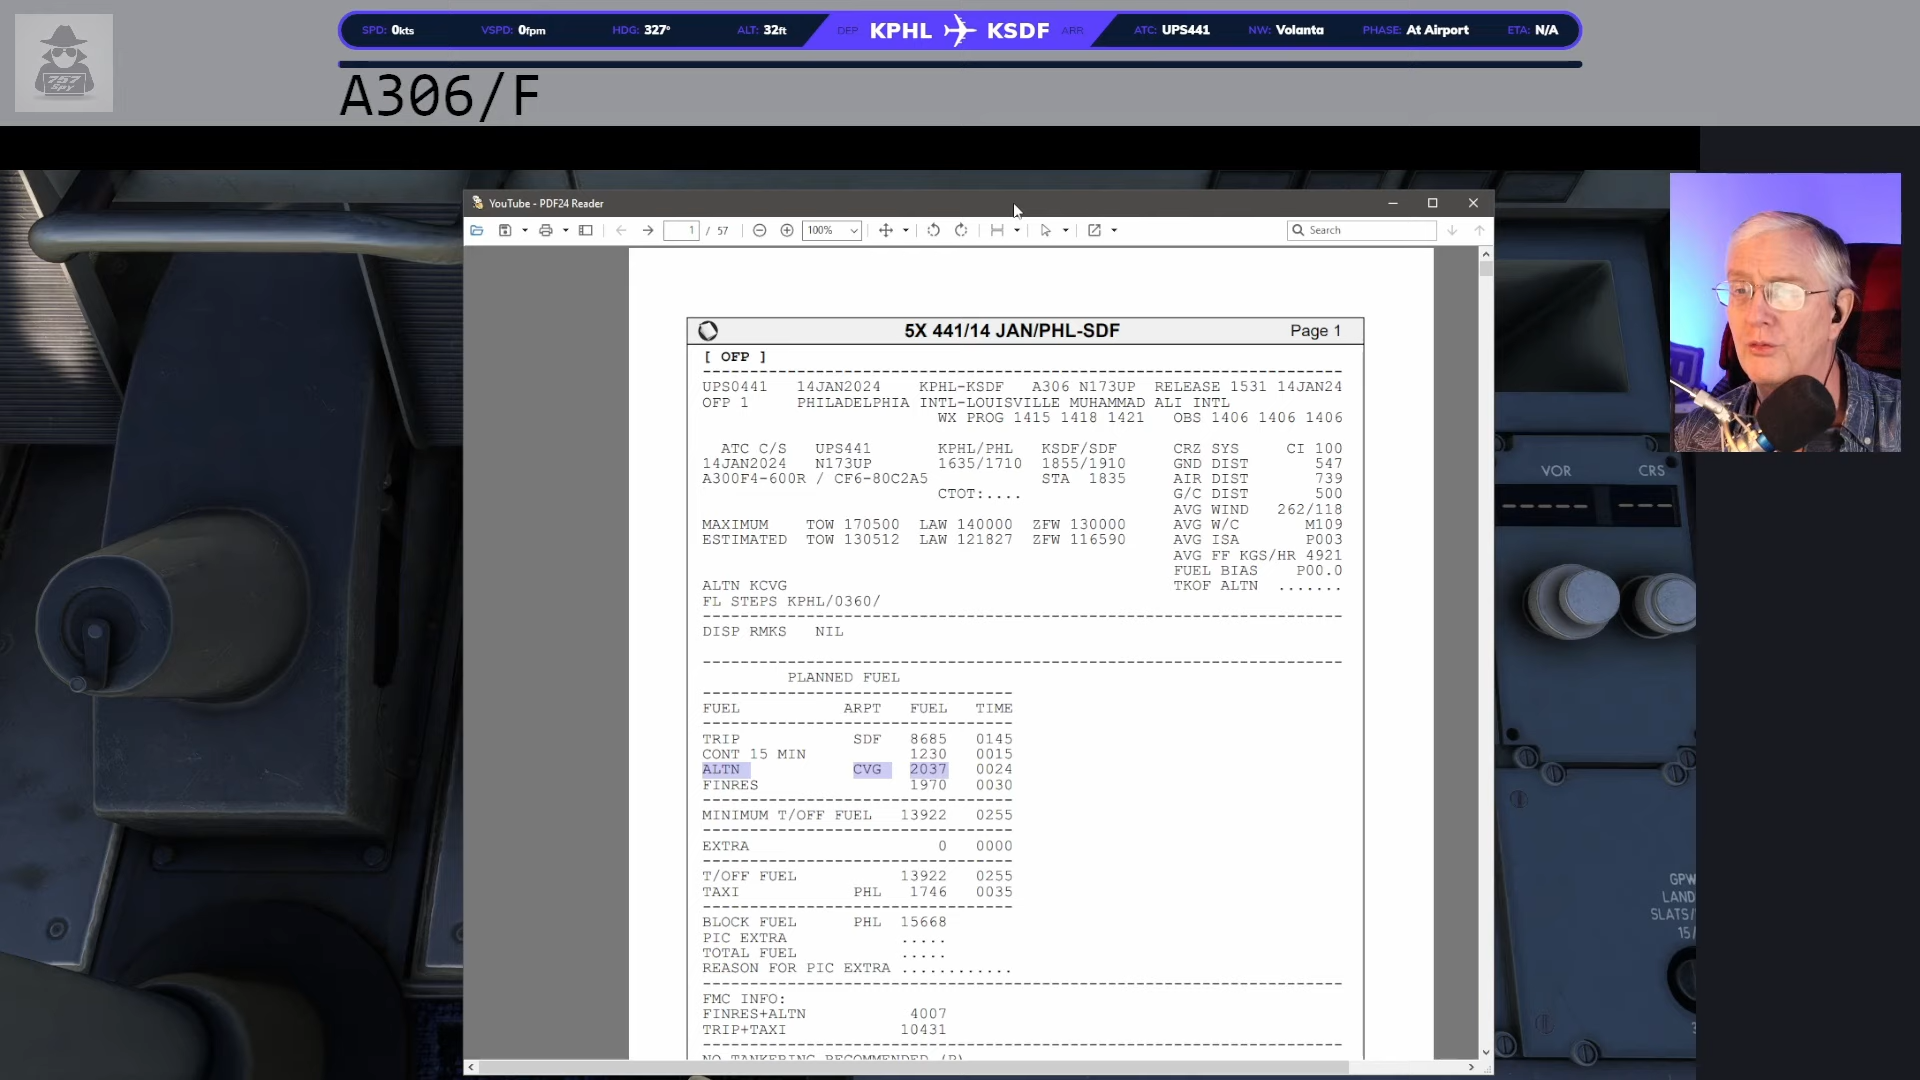 SPD: 0kts VSPD: 0fpm HDG: 327° ALT: 32ft DEP KPHL KSDF ARR ATC: UPS441 NW: Volanta PHASE: At Airport ETA: N/A
757 Spy
A306/F
YouTube - PDF24 Reader
1 / 57 100% Search
5X 441/14 JAN/PHL-SDF Page 1
[ OFP ]
UPS0441 14JAN2024 KPHL-KSDF A306 N173UP RELEASE 1531 14JAN24
OFP 1 PHILADELPHIA INTL-LOUISVILLE MUHAMMAD ALI INTL
WX PROG 1415 1418 1421 OBS 1406 1406 1406
ATC C/S UPS441 KPHL/PHL KSDF/SDF CRZ SYS CI 100
14JAN2024 N173UP 1635/1710 1855/1910 GND DIST 547
A300F4-600R / CF6-80C2A5 STA 1835 AIR DIST 739
CTOT:.... G/C DIST 500
AVG WIND 262/118
MAXIMUM TOW 170500 LAW 140000 ZFW 130000 AVG W/C M109
ESTIMATED TOW 130512 LAW 121827 ZFW 116590 AVG ISA P003
AVG FF KGS/HR 4921
FUEL BIAS P00.0
ALTN KCVG TKOF ALTN .......
FL STEPS KPHL/0360/
DISP RMKS NIL
PLANNED FUEL
FUEL ARPT FUEL TIME
TRIP SDF 8685 0145
CONT 15 MIN 1230 0015
ALTN CVG 2037 0024
FINRES 1970 0030
MINIMUM T/OFF FUEL 13922 0255
EXTRA 0 0000
T/OFF FUEL 13922 0255
TAXI PHL 1746 0035
BLOCK FUEL PHL 15668
PIC EXTRA .....
TOTAL FUEL .....
REASON FOR PIC EXTRA ............
FMC INFO:
FINRES+ALTN 4007
TRIP+TAXI 10431
NO TANKERING RECOMMENDED (P)
VOR CRS
GPW
LAND
SLATS/
15/